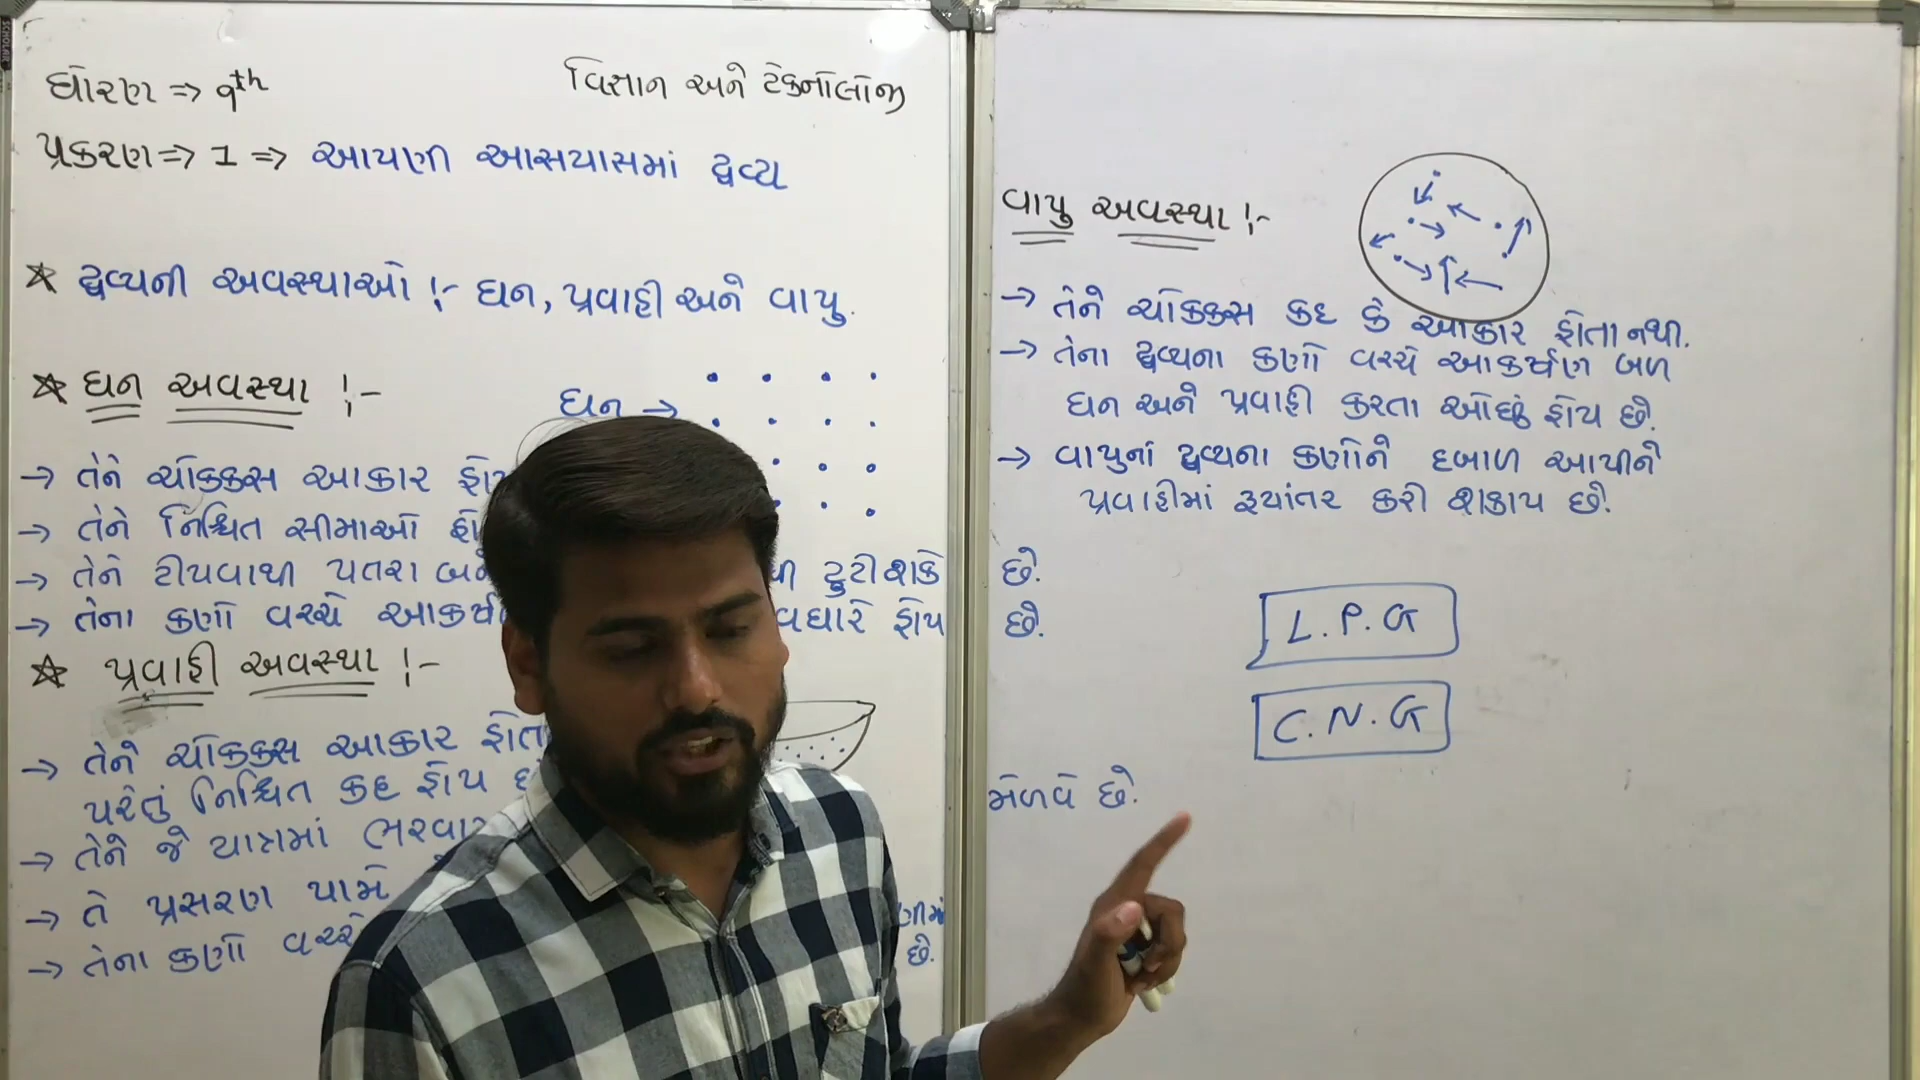 ધોરણ => 9th
વિજ્ઞાન અને ટેકનોલોજી
પ્રકરણ => 1 => આપણી આસપાસમાં દ્રવ્ય
★ દ્રવ્યની અવસ્થાઓ :- ઘન, પ્રવાહી અને વાયુ.
★ ઘન અવસ્થા :-
ઘન →
→ તેને ચોક્કસ આકાર
→ તેને નિશ્ચિત સીમાઓ
→ તેને ટીપવાથી પતરા
ટુટી શકે છે.
→ તેના કણો વચ્ચે
વધારે હોય છે.
★ પ્રવાહી અવસ્થા :-
→ તેને ચોક્કસ આકાર
પરંતુ નિશ્ચિત કદ હોય
→ તેને જે પાત્રમાં
મેળવે છે.
→ તે પ્રસરણ પામે
→ તેના કણો
છે.
વાયુ અવસ્થા :-
→ તેને ચોક્કસ કદ કે આકાર હોતા નથી.
→ તેના દ્રવ્યના કણો વચ્ચે આકર્ષણ બળ
ઘન અને પ્રવાહી કરતા ઓછું હોય છે.
→ વાયુનાં દ્રવ્યના કણોને દબાળ આપીને
પ્રવાહીમાં રૂપાંતર કરી શકાય છે.
L.P.G
C.N.G